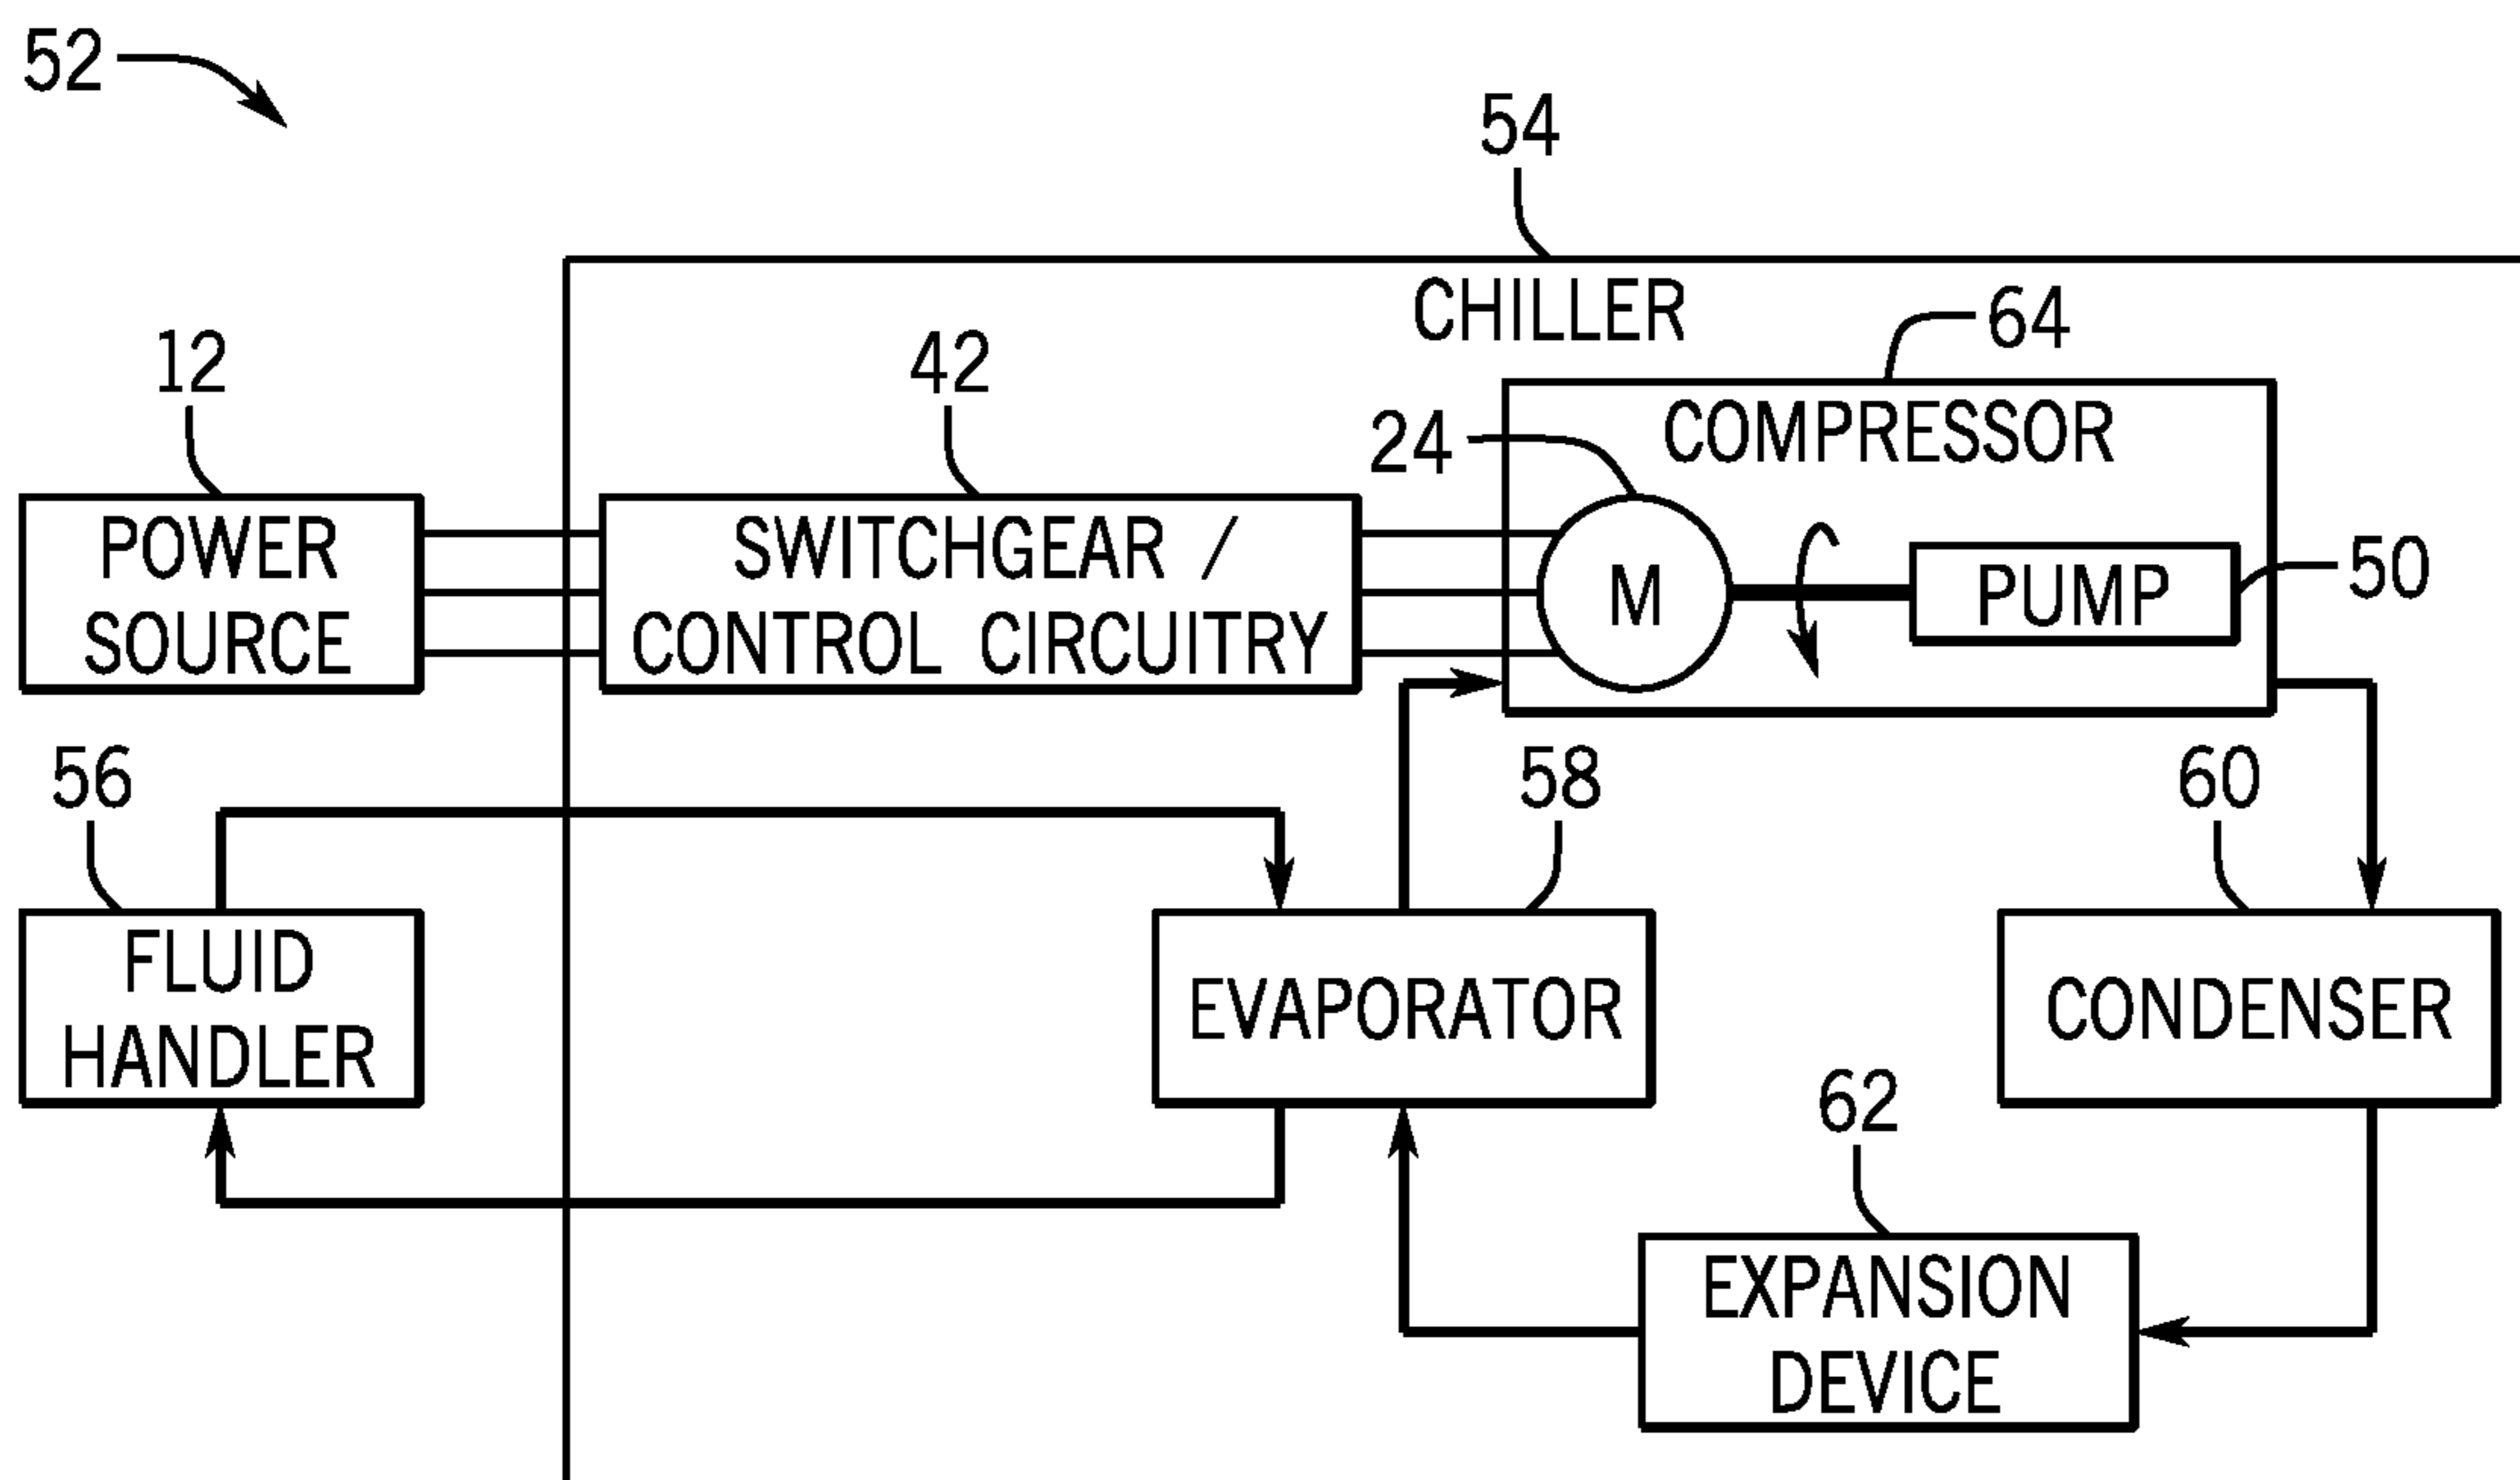 52
54
CHILLER
64
12
42
24
COMPRESSOR
POWER
SOURCE
SWITCHGEAR /
CONTROL CIRCUITRY
M
PUMP
50
56
58
60
FLUID
HANDLER
EVAPORATOR
CONDENSER
62
EXPANSION
DEVICE